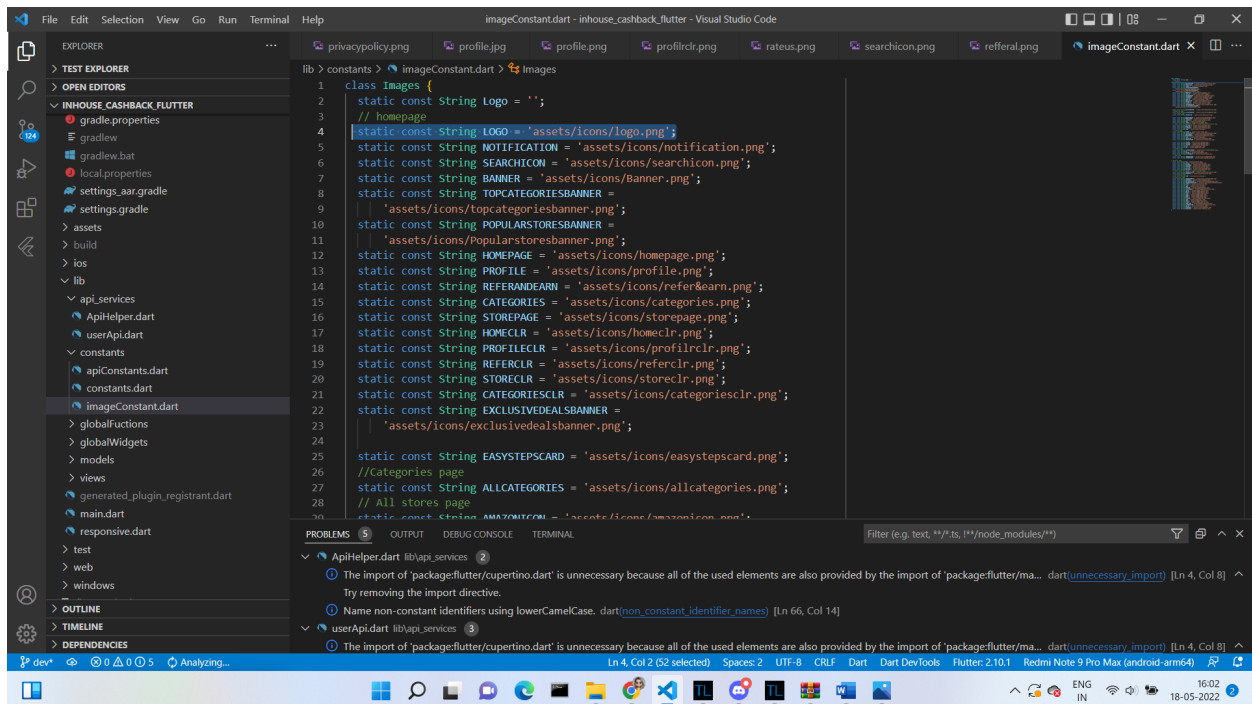 File Edit Selection View Go Run Terminal Help
imageConstant.dart - inhouse_cashback_flutter - Visual Studio Code
EXPLORER
privacypolicy.png profile.jpg profile.png profilrclr.png rateus.png searchicon.png refferal.png imageConstant.dart
TEST EXPLORER
OPEN EDITORS
INHOUSE_CASHBACK_FLUTTER
gradle.properties
gradlew
gradlew.bat
local.properties
settings_aar.gradle
settings.gradle
assets
build
ios
lib
api_services
ApiHelper.dart
userApi.dart
constants
apiConstants.dart
constants.dart
imageConstant.dart
globalFuctions
globalWidgets
models
views
generated_plugin_registrant.dart
main.dart
responsive.dart
test
web
windows
OUTLINE
TIMELINE
DEPENDENCIES
124
lib > constants > imageConstant.dart > Images
1 class Images {
2 static const String Logo = '';
3 // homepage
4 static const String LOGO = 'assets/icons/logo.png';
5 static const String NOTIFICATION = 'assets/icons/notification.png';
6 static const String SEARCHICON = 'assets/icons/searchicon.png';
7 static const String BANNER = 'assets/icons/Banner.png';
8 static const String TOPCATEGORIESBANNER =
9 'assets/icons/topcategoriesbanner.png';
10 static const String POPULARSTORESBANNER =
11 'assets/icons/Popularstoresbanner.png';
12 static const String HOMEPAGE = 'assets/icons/homepage.png';
13 static const String PROFILE = 'assets/icons/profile.png';
14 static const String REFERANDEARN = 'assets/icons/refer&earn.png';
15 static const String CATEGORIES = 'assets/icons/categories.png';
16 static const String STOREPAGE = 'assets/icons/storepage.png';
17 static const String HOMECLR = 'assets/icons/homeclr.png';
18 static const String PROFILECLR = 'assets/icons/profilrclr.png';
19 static const String REFERCLR = 'assets/icons/referclr.png';
20 static const String STORECLR = 'assets/icons/storeclr.png';
21 static const String CATEGORIESCLR = 'assets/icons/categoriesclr.png';
22 static const String EXCLUSIVEDEALSBANNER =
23 'assets/icons/exclusivedealsbanner.png';
24
25 static const String EASYSTEPSCARD = 'assets/icons/easystepscard.png';
26 //Categories page
27 static const String ALLCATEGORIES = 'assets/icons/allcategories.png';
28 // All stores page
29 static const String AMAZONICON = 'assets/icons/amazonicon.png';
PROBLEMS 5 OUTPUT DEBUG CONSOLE TERMINAL
Filter (e.g. text, **/*.ts, !**/node_modules/**)
ApiHelper.dart lib\api_services 2
The import of 'package:flutter/cupertino.dart' is unnecessary because all of the used elements are also provided by the import of 'package:flutter/ma... dart(unnecessary_import) [Ln 4, Col 8]
Try removing the import directive.
Name non-constant identifiers using lowerCamelCase. dart(non_constant_identifier_names) [Ln 66, Col 14]
userApi.dart lib\api_services 3
The import of 'package:flutter/cupertino.dart' is unnecessary because all of the used elements are also provided by the import of 'package:flutter/ma... dart(unnecessary_import) [Ln 4, Col 8]
dev* 0 0 5 Analyzing... Ln 4, Col 2 (52 selected) Spaces: 2 UTF-8 CRLF Dart Dart DevTools Flutter: 2.10.1 Redmi Note 9 Pro Max (android-arm64)
TL TL
ENG
IN
16:02
18-05-2022
2